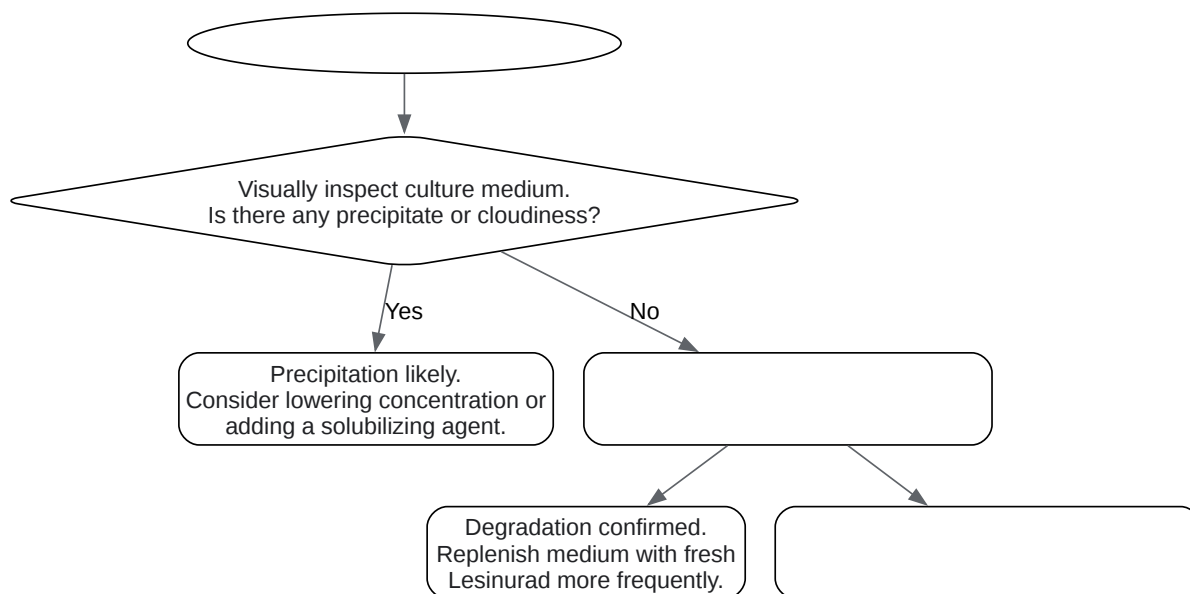 Visually inspect culture medium.
Is there any precipitate or cloudiness?
Yes
No
Precipitation likely.
Consider lowering concentration or
adding a solubilizing agent.
Degradation confirmed.
Replenish medium with fresh
Lesinurad more frequently.